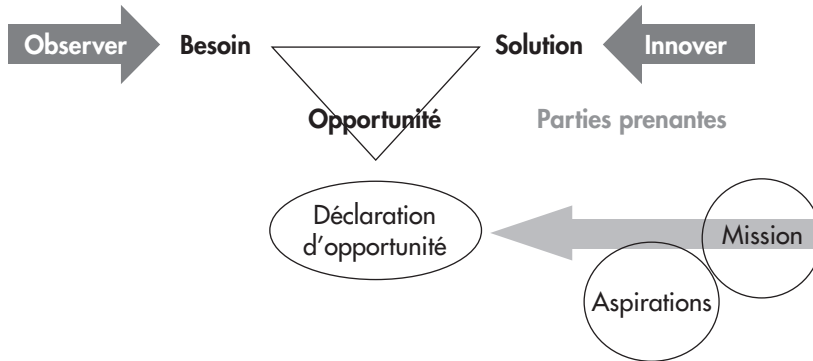 Observer Besoin Solution Innover
Opportunité Parties prenantes
Déclaration
d'opportunité
Mission
Aspirations